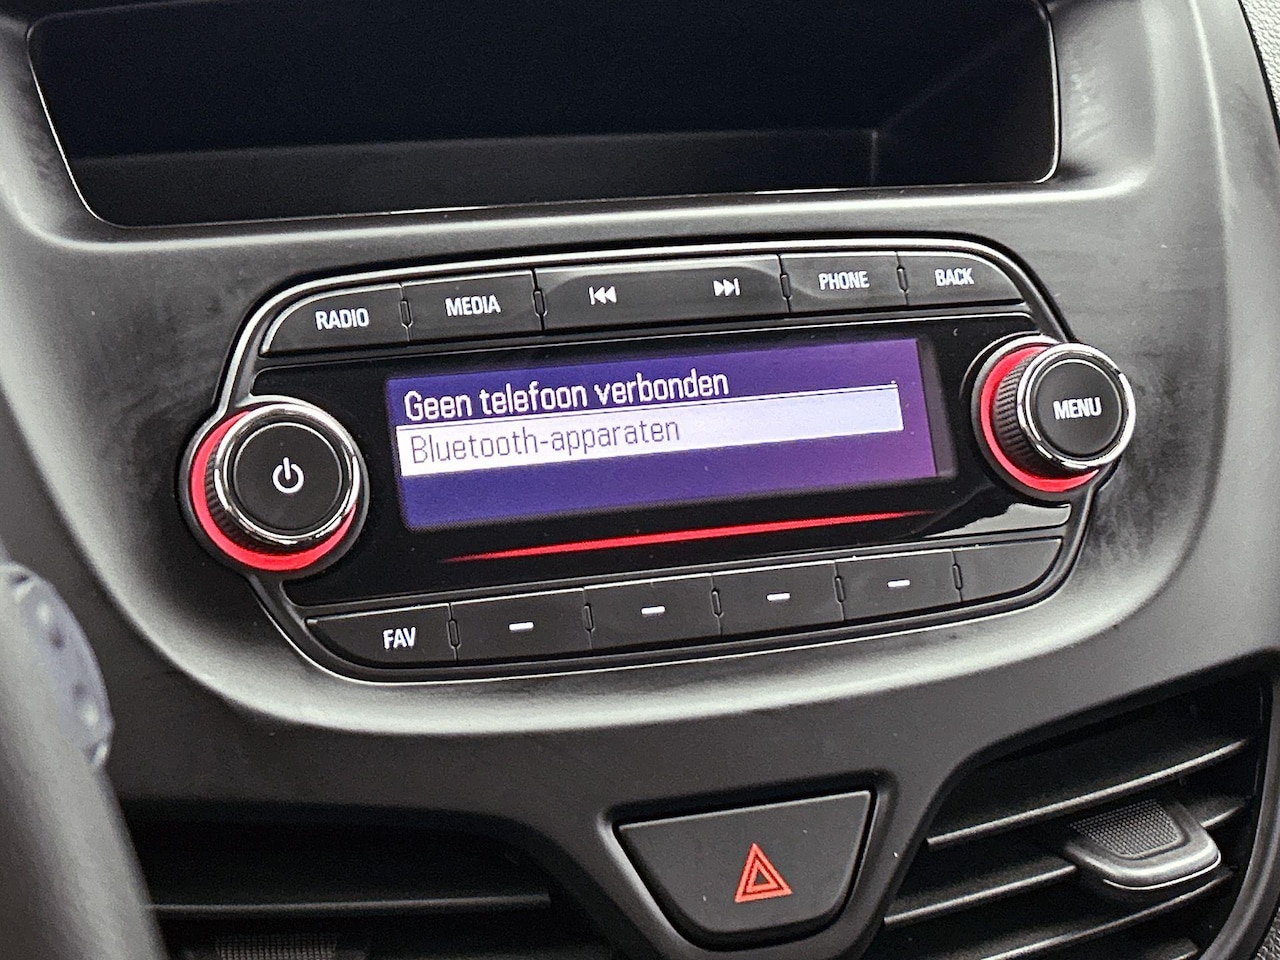 RADIO
MEDIA
PHONE
BACK
Geen telefoon verbonden
Bluetooth-apparaten
MENU
FAV